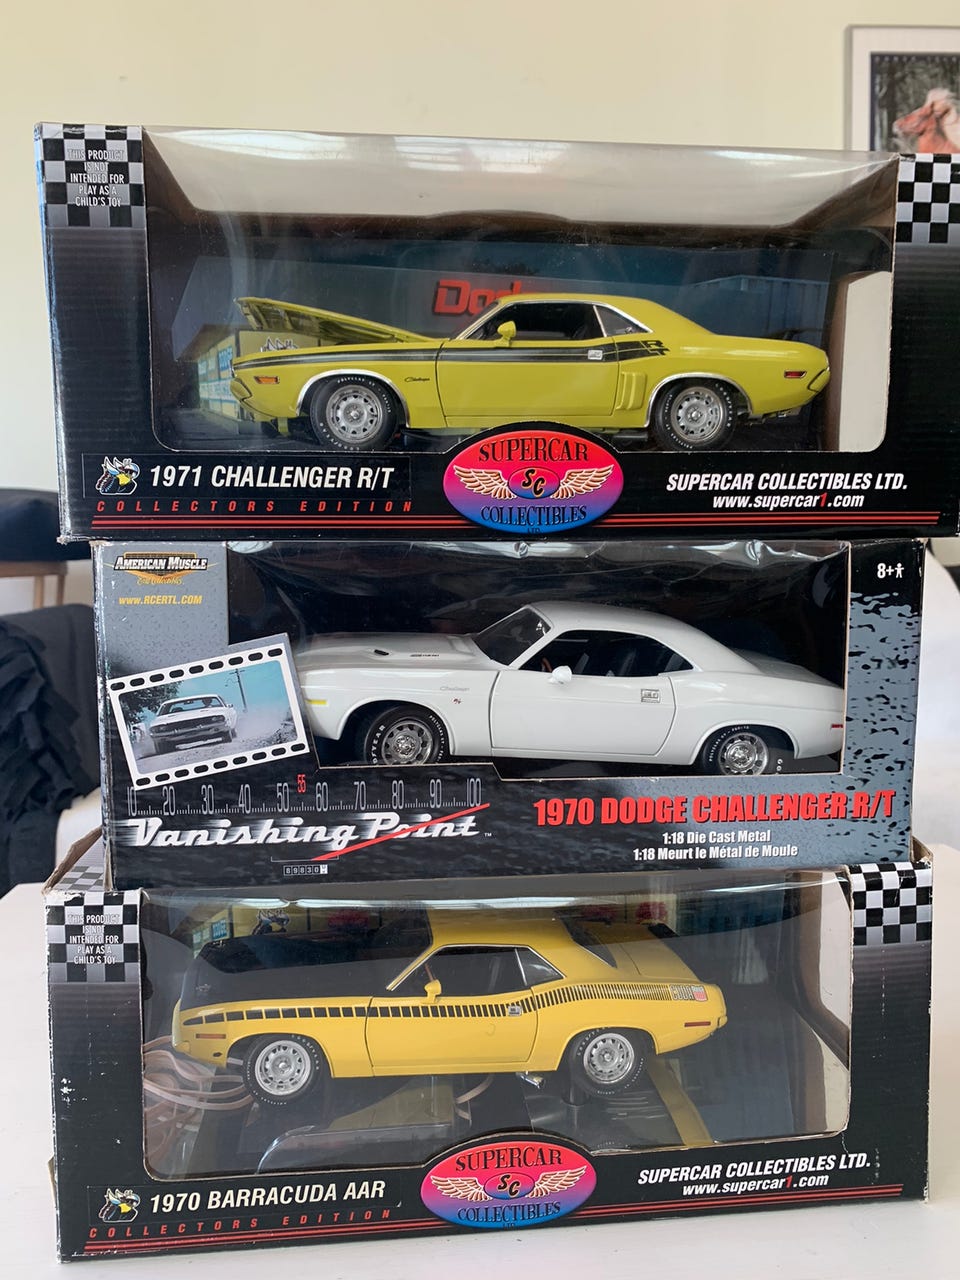 THIS PRODUCT
IS NOT
INTENDED FOR
PLAY AS A
CHILD'S TOY
Dodge
Challenger
R/T
1971 CHALLENGER R/T
COLLECTORS EDITION
SUPERCAR
SC
COLLECTIBLES
LTD.
SUPERCAR COLLECTIBLES LTD.
www.supercar1.com
AMERICAN MUSCLE
www.RCERTL.COM
8+
Challenger
R/T
10 20 30 40 50 55 60 70 80 90 100
Vanishing Point™
89830
1970 DODGE CHALLENGER R/T
1:18 Die Cast Metal
1:18 Meurt le Métal de Moule
THIS PRODUCT
IS NOT
INTENDED FOR
PLAY AS A
CHILD'S TOY
1970 BARRACUDA AAR
COLLECTORS EDITION
SUPERCAR
SC
COLLECTIBLES
LTD.
SUPERCAR COLLECTIBLES LTD.
www.supercar1.com